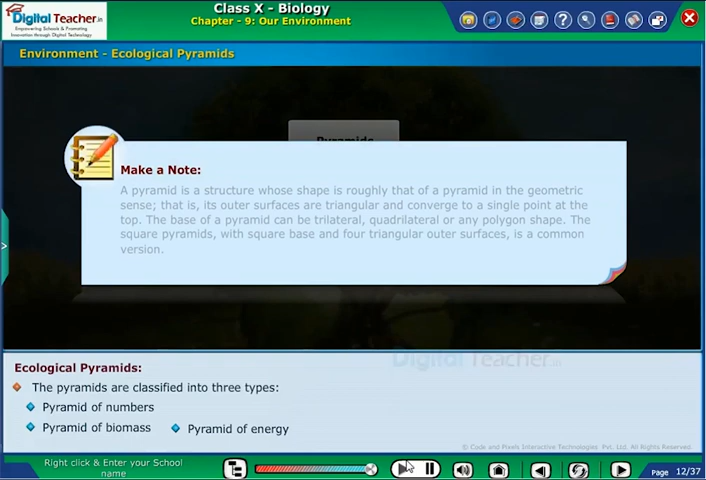 Digital Teacher.in
Empowering Schools & Promoting
Innovation through Digital Technology
Class X - Biology
Chapter - 9: Our Environment
Environment - Ecological Pyramids
Pyramids
Make a Note:
A pyramid is a structure whose shape is roughly that of a pyramid in the geometric
sense; that is, its outer surfaces are triangular and converge to a single point at the
top. The base of a pyramid can be trilateral, quadrilateral or any polygon shape. The
square pyramids, with square base and four triangular outer surfaces, is a common
version.
Digital Teacher.in
Ecological Pyramids:
The pyramids are classified into three types:
Pyramid of numbers
Pyramid of biomass
Pyramid of energy
© Code and Pixels Interactive Technologies Pvt. Ltd. All Rights Reserved.
Right click & Enter your School
name
Page 12/37